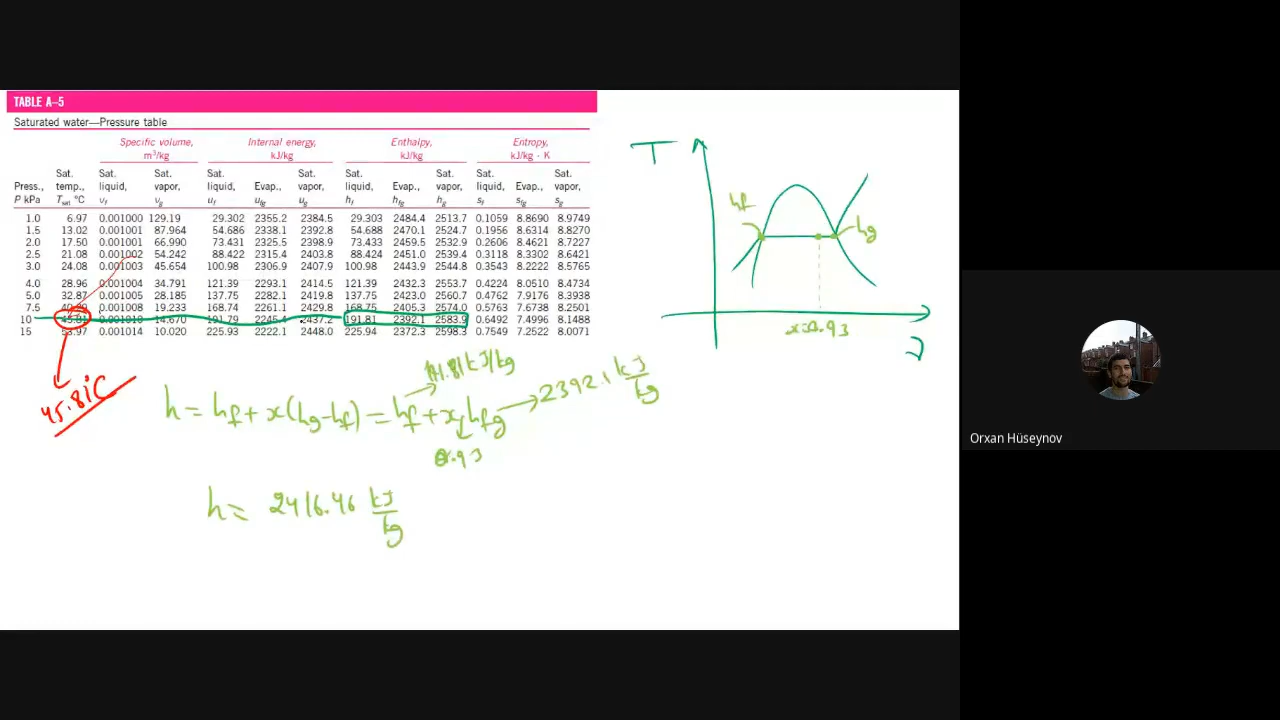 TABLE A–5
Saturated water—Pressure table
Specific volume, m³/kg Internal energy, kJ/kg Enthalpy, kJ/kg Entropy, kJ/kg · K
Press., P kPa Sat. temp., Tsat °C Sat. liquid, vf Sat. vapor, vg Sat. liquid, uf Evap., ufg Sat. vapor, ug Sat. liquid, hf Evap., hfg Sat. vapor, hg Sat. liquid, sf Evap., sfg Sat. vapor, sg
1.0 6.97 0.001000 129.19 29.302 2355.2 2384.5 29.303 2484.4 2513.7 0.1059 8.8690 8.9749
1.5 13.02 0.001001 87.964 54.686 2338.1 2392.8 54.688 2470.1 2524.7 0.1956 8.6314 8.8270
2.0 17.50 0.001001 66.990 73.431 2325.5 2398.9 73.433 2459.5 2532.9 0.2606 8.4621 8.7227
2.5 21.08 0.001002 54.242 88.422 2315.4 2403.8 88.424 2451.0 2539.4 0.3118 8.3302 8.6421
3.0 24.08 0.001003 45.654 100.98 2306.9 2407.9 100.98 2443.9 2544.8 0.3543 8.2222 8.5765
4.0 28.96 0.001004 34.791 121.39 2293.1 2414.5 121.39 2432.3 2553.7 0.4224 8.0510 8.4734
5.0 32.87 0.001005 28.185 137.75 2282.1 2419.8 137.75 2423.0 2560.7 0.4762 7.9176 8.3938
7.5 0.001008 19.233 168.74 2261.1 2429.8 168.75 2405.3 2574.0 0.5763 7.6738 8.2501
10 45.81 0.001010 14.670 191.79 2245.4 2437.2 191.81 2392.1 2583.9 0.6492 7.4996 8.1488
15 53.97 0.001014 10.020 225.93 2222.1 2448.0 225.94 2372.3 2598.3 0.7549 7.2522 8.0071
T
hf
hg
x=0.93
45.81°C
191.81 kJ/kg
h = hf + x(hg-hf) = hf + x hfg
2392.1 kJ/kg
0.93
h = 2416.46 kJ/kg
Orxan Hüseynov